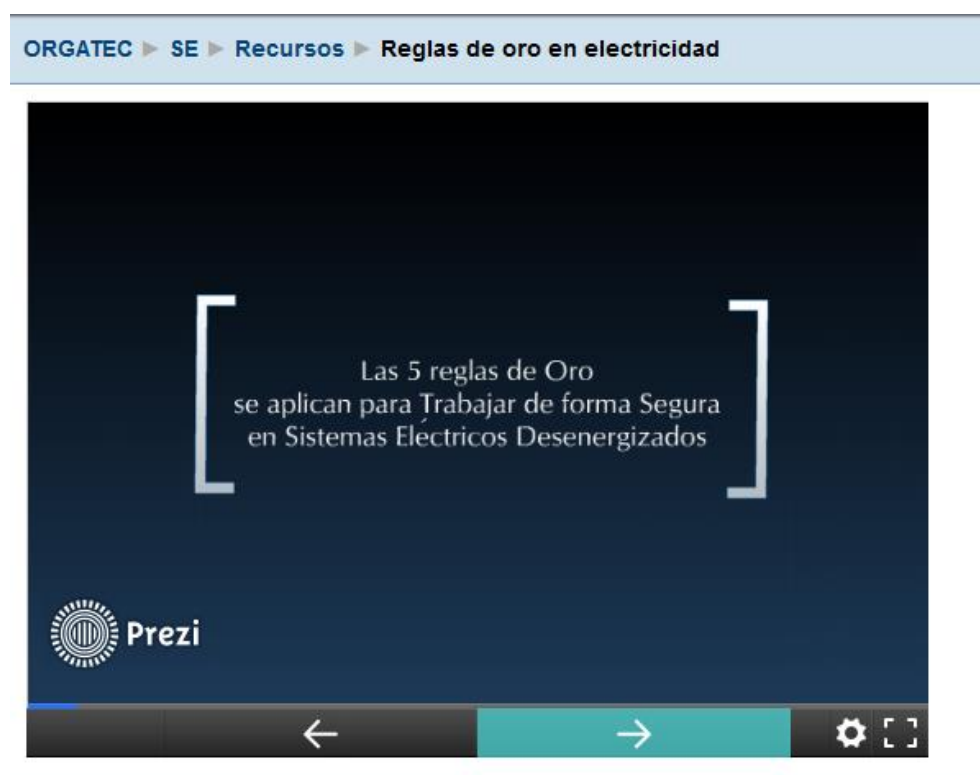 ORGATEC ► SE ► Recursos ► Reglas de oro en electricidad
Las 5 reglas de Oro
se aplican para Trabajar de forma Segura
en Sistemas Eléctricos Desenergizados
Prezi